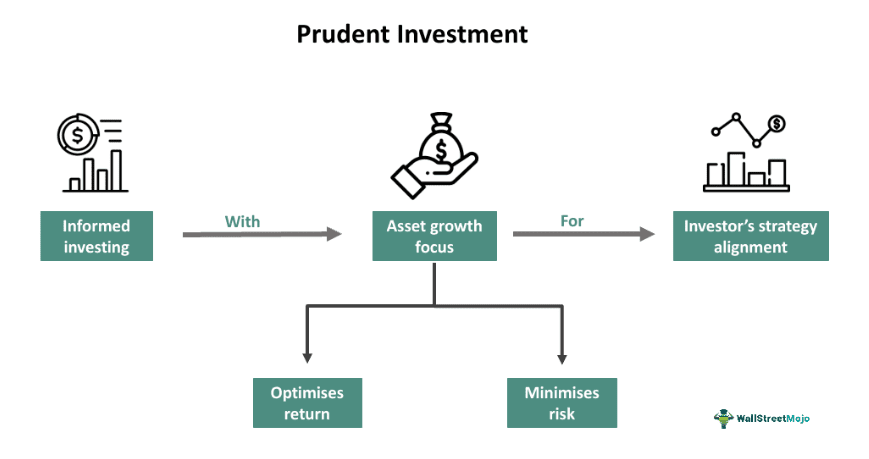 Prudent Investment
Informed
investing
With
Asset growth
focus
For
Investor's strategy
alignment
Optimises
return
Minimises
risk
WallStreetMojo